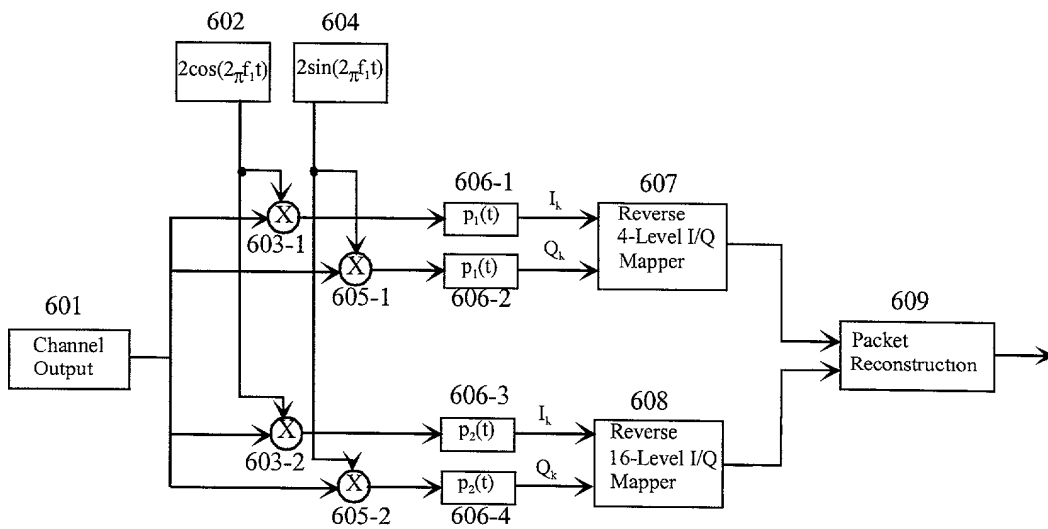 602
604
2cos(2πf₁t)
2sin(2πf₁t)
606-1
607
X
603-1
p₁(t)
Iₖ
Reverse
4-Level I/Q
Mapper
X
605-1
p₁(t)
606-2
Qₖ
601
Channel
Output
609
Packet
Reconstruction
606-3
608
X
603-2
p₂(t)
Iₖ
Reverse
16-Level I/Q
Mapper
X
605-2
p₂(t)
606-4
Qₖ